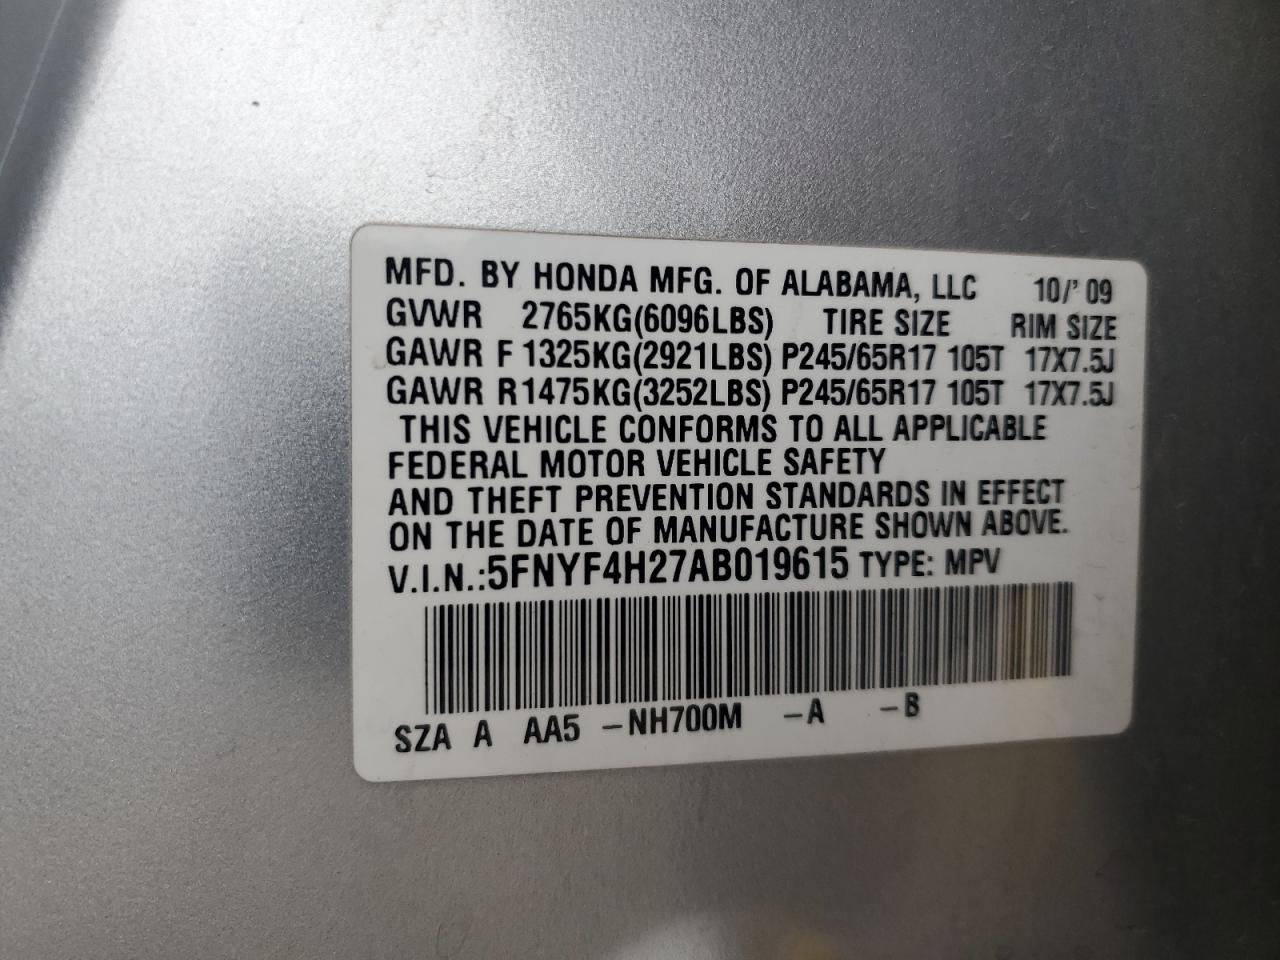 MFD. BY HONDA MFG. OF ALABAMA, LLC 10/' 09
GVWR 2765KG(6096LBS) TIRE SIZE RIM SIZE
GAWR F 1325KG(2921LBS) P245/65R17 105T 17X7.5J
GAWR R 1475KG(3252LBS) P245/65R17 105T 17X7.5J
THIS VEHICLE CONFORMS TO ALL APPLICABLE
FEDERAL MOTOR VEHICLE SAFETY
AND THEFT PREVENTION STANDARDS IN EFFECT
ON THE DATE OF MANUFACTURE SHOWN ABOVE.
V.I.N.:5FNYF4H27AB019615 TYPE: MPV
SZA A AA5 -NH700M -A -B